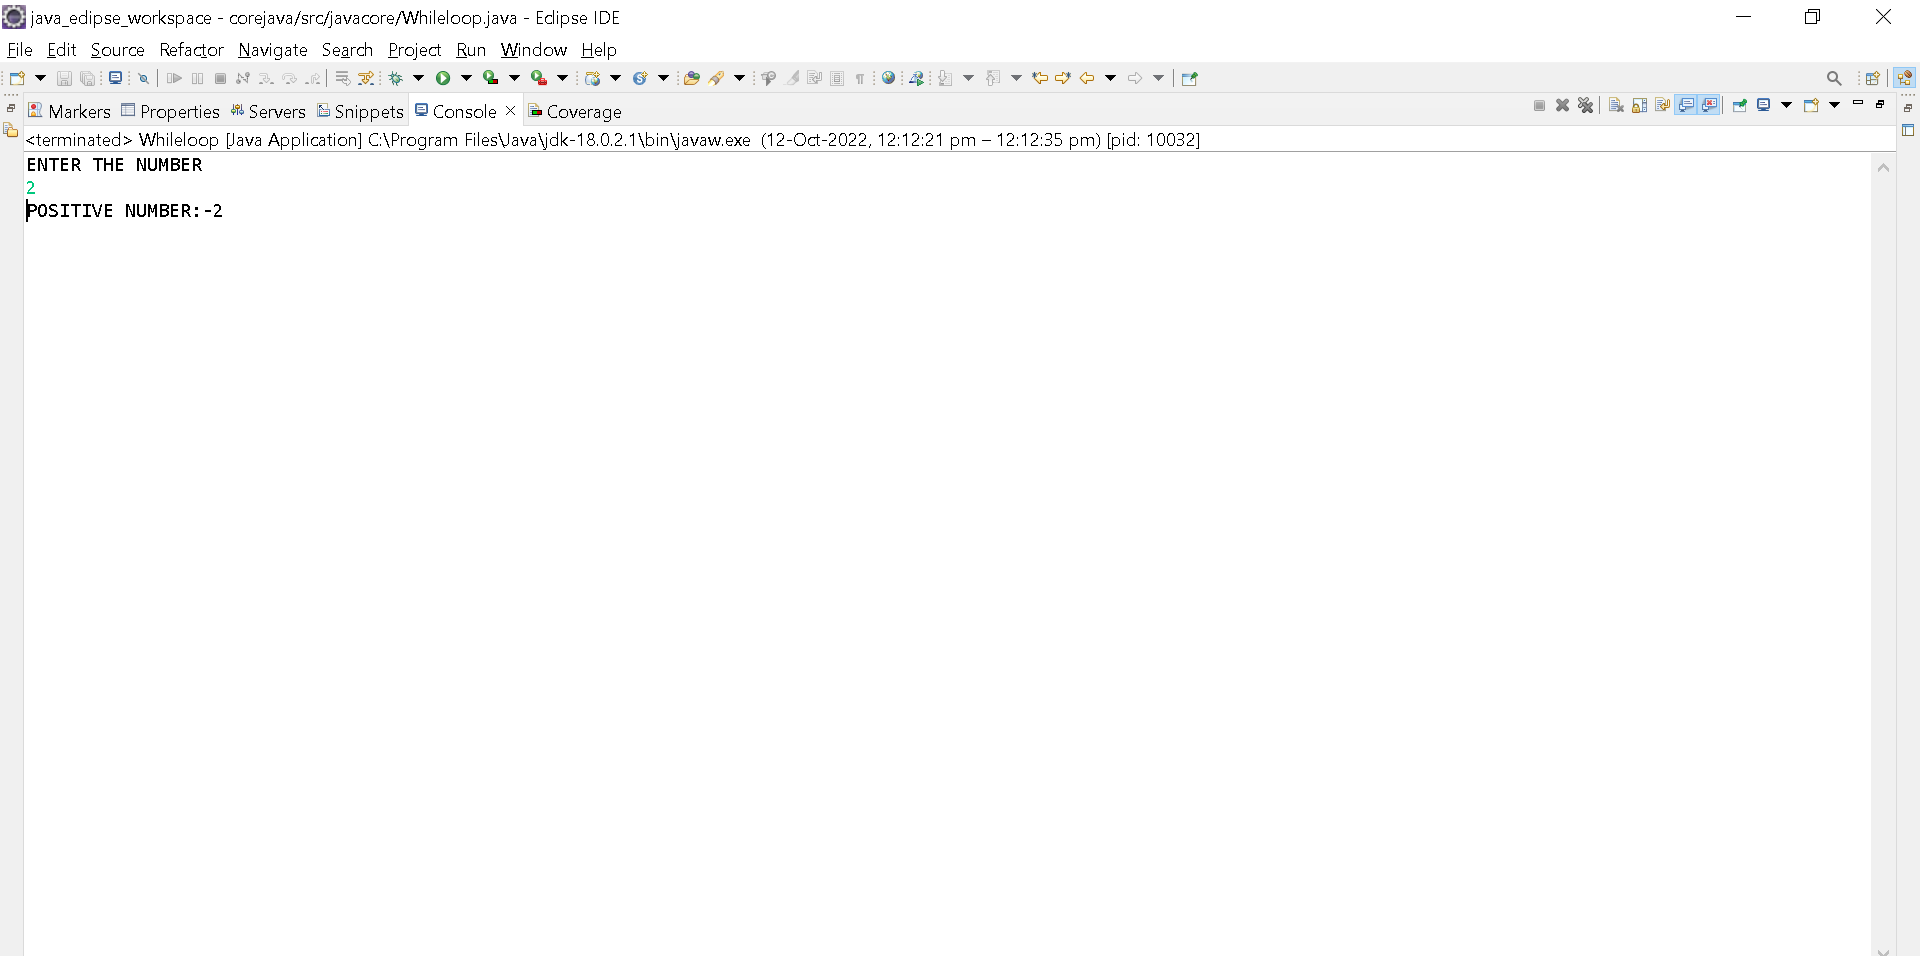 java_eclipse_workspace - corejava/src/javacore/Whileloop.java - Eclipse IDE
File Edit Source Refactor Navigate Search Project Run Window Help
Markers Properties Servers Snippets Console Coverage
<terminated> Whileloop [Java Application] C:\Program Files\Java\jdk-18.0.2.1\bin\javaw.exe (12-Oct-2022, 12:12:21 pm – 12:12:35 pm) [pid: 10032]
ENTER THE NUMBER
2
POSITIVE NUMBER:-2